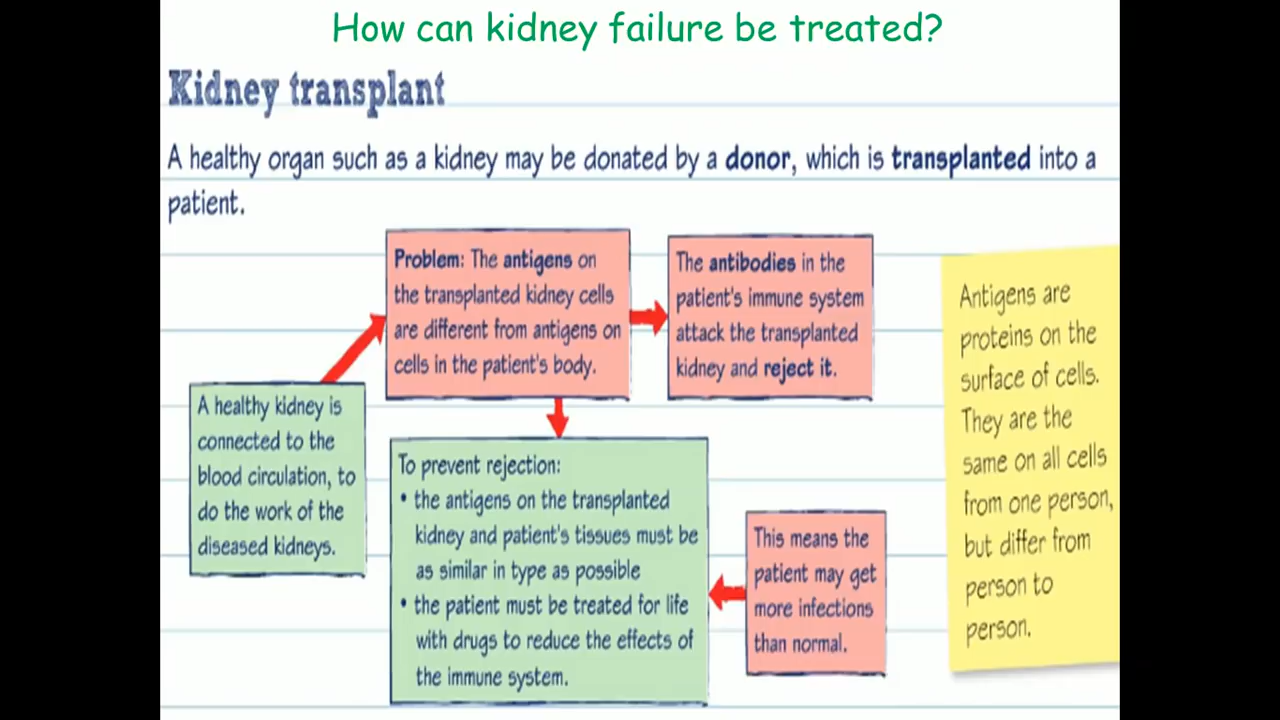 How can kidney failure be treated?
Kidney transplant
A healthy organ such as a kidney may be donated by a donor, which is transplanted into a
patient.
Problem: The antigens on
the transplanted kidney cells
are different from antigens on
cells in the patient's body.
The antibodies in the
patient's immune system
attack the transplanted
kidney and reject it.
A healthy kidney is
connected to the
blood circulation, to
do the work of the
diseased kidneys.
To prevent rejection:
• the antigens on the transplanted
kidney and patient's tissues must be
as similar in type as possible
• the patient must be treated for life
with drugs to reduce the effects of
the immune system.
This means the
patient may get
more infections
than normal.
Antigens are
proteins on the
surface of cells.
They are the
same on all cells
from one person,
but differ from
person to
person.